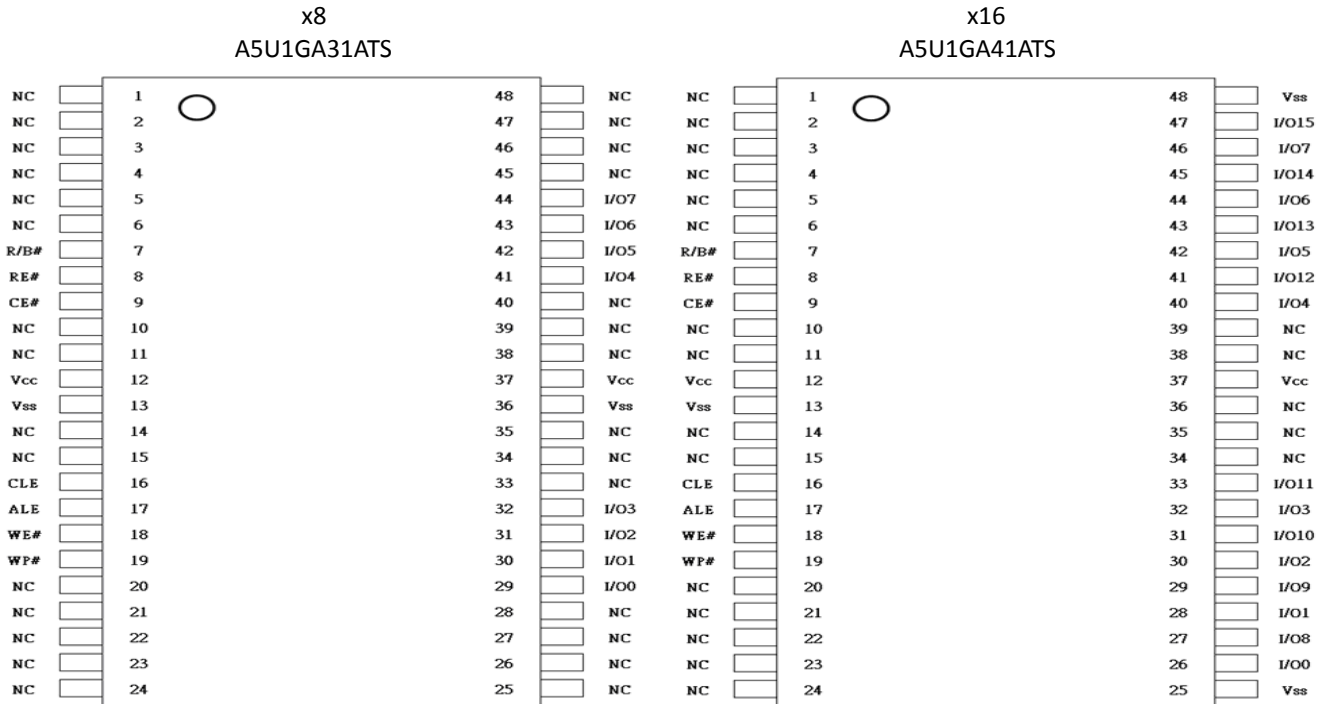 x8 x16
A5U1GA31ATS A5U1GA41ATS
NC 1 48 NC NC 1 48 Vss
NC 2 47 NC NC 2 47 I/O15
NC 3 46 NC NC 3 46 I/O7
NC 4 45 NC NC 4 45 I/O14
NC 5 44 I/O7 NC 5 44 I/O6
NC 6 43 I/O6 NC 6 43 I/O13
R/B# 7 42 I/O5 R/B# 7 42 I/O5
RE# 8 41 I/O4 RE# 8 41 I/O12
CE# 9 40 NC CE# 9 40 I/O4
NC 10 39 NC NC 10 39 NC
NC 11 38 NC NC 11 38 NC
Vcc 12 37 Vcc Vcc 12 37 Vcc
Vss 13 36 Vss Vss 13 36 NC
NC 14 35 NC NC 14 35 NC
NC 15 34 NC NC 15 34 NC
CLE 16 33 NC CLE 16 33 I/O11
ALE 17 32 I/O3 ALE 17 32 I/O3
WE# 18 31 I/O2 WE# 18 31 I/O10
WP# 19 30 I/O1 WP# 19 30 I/O2
NC 20 29 I/O0 NC 20 29 I/O9
NC 21 28 NC NC 21 28 I/O1
NC 22 27 NC NC 22 27 I/O8
NC 23 26 NC NC 23 26 I/O0
NC 24 25 NC NC 24 25 Vss